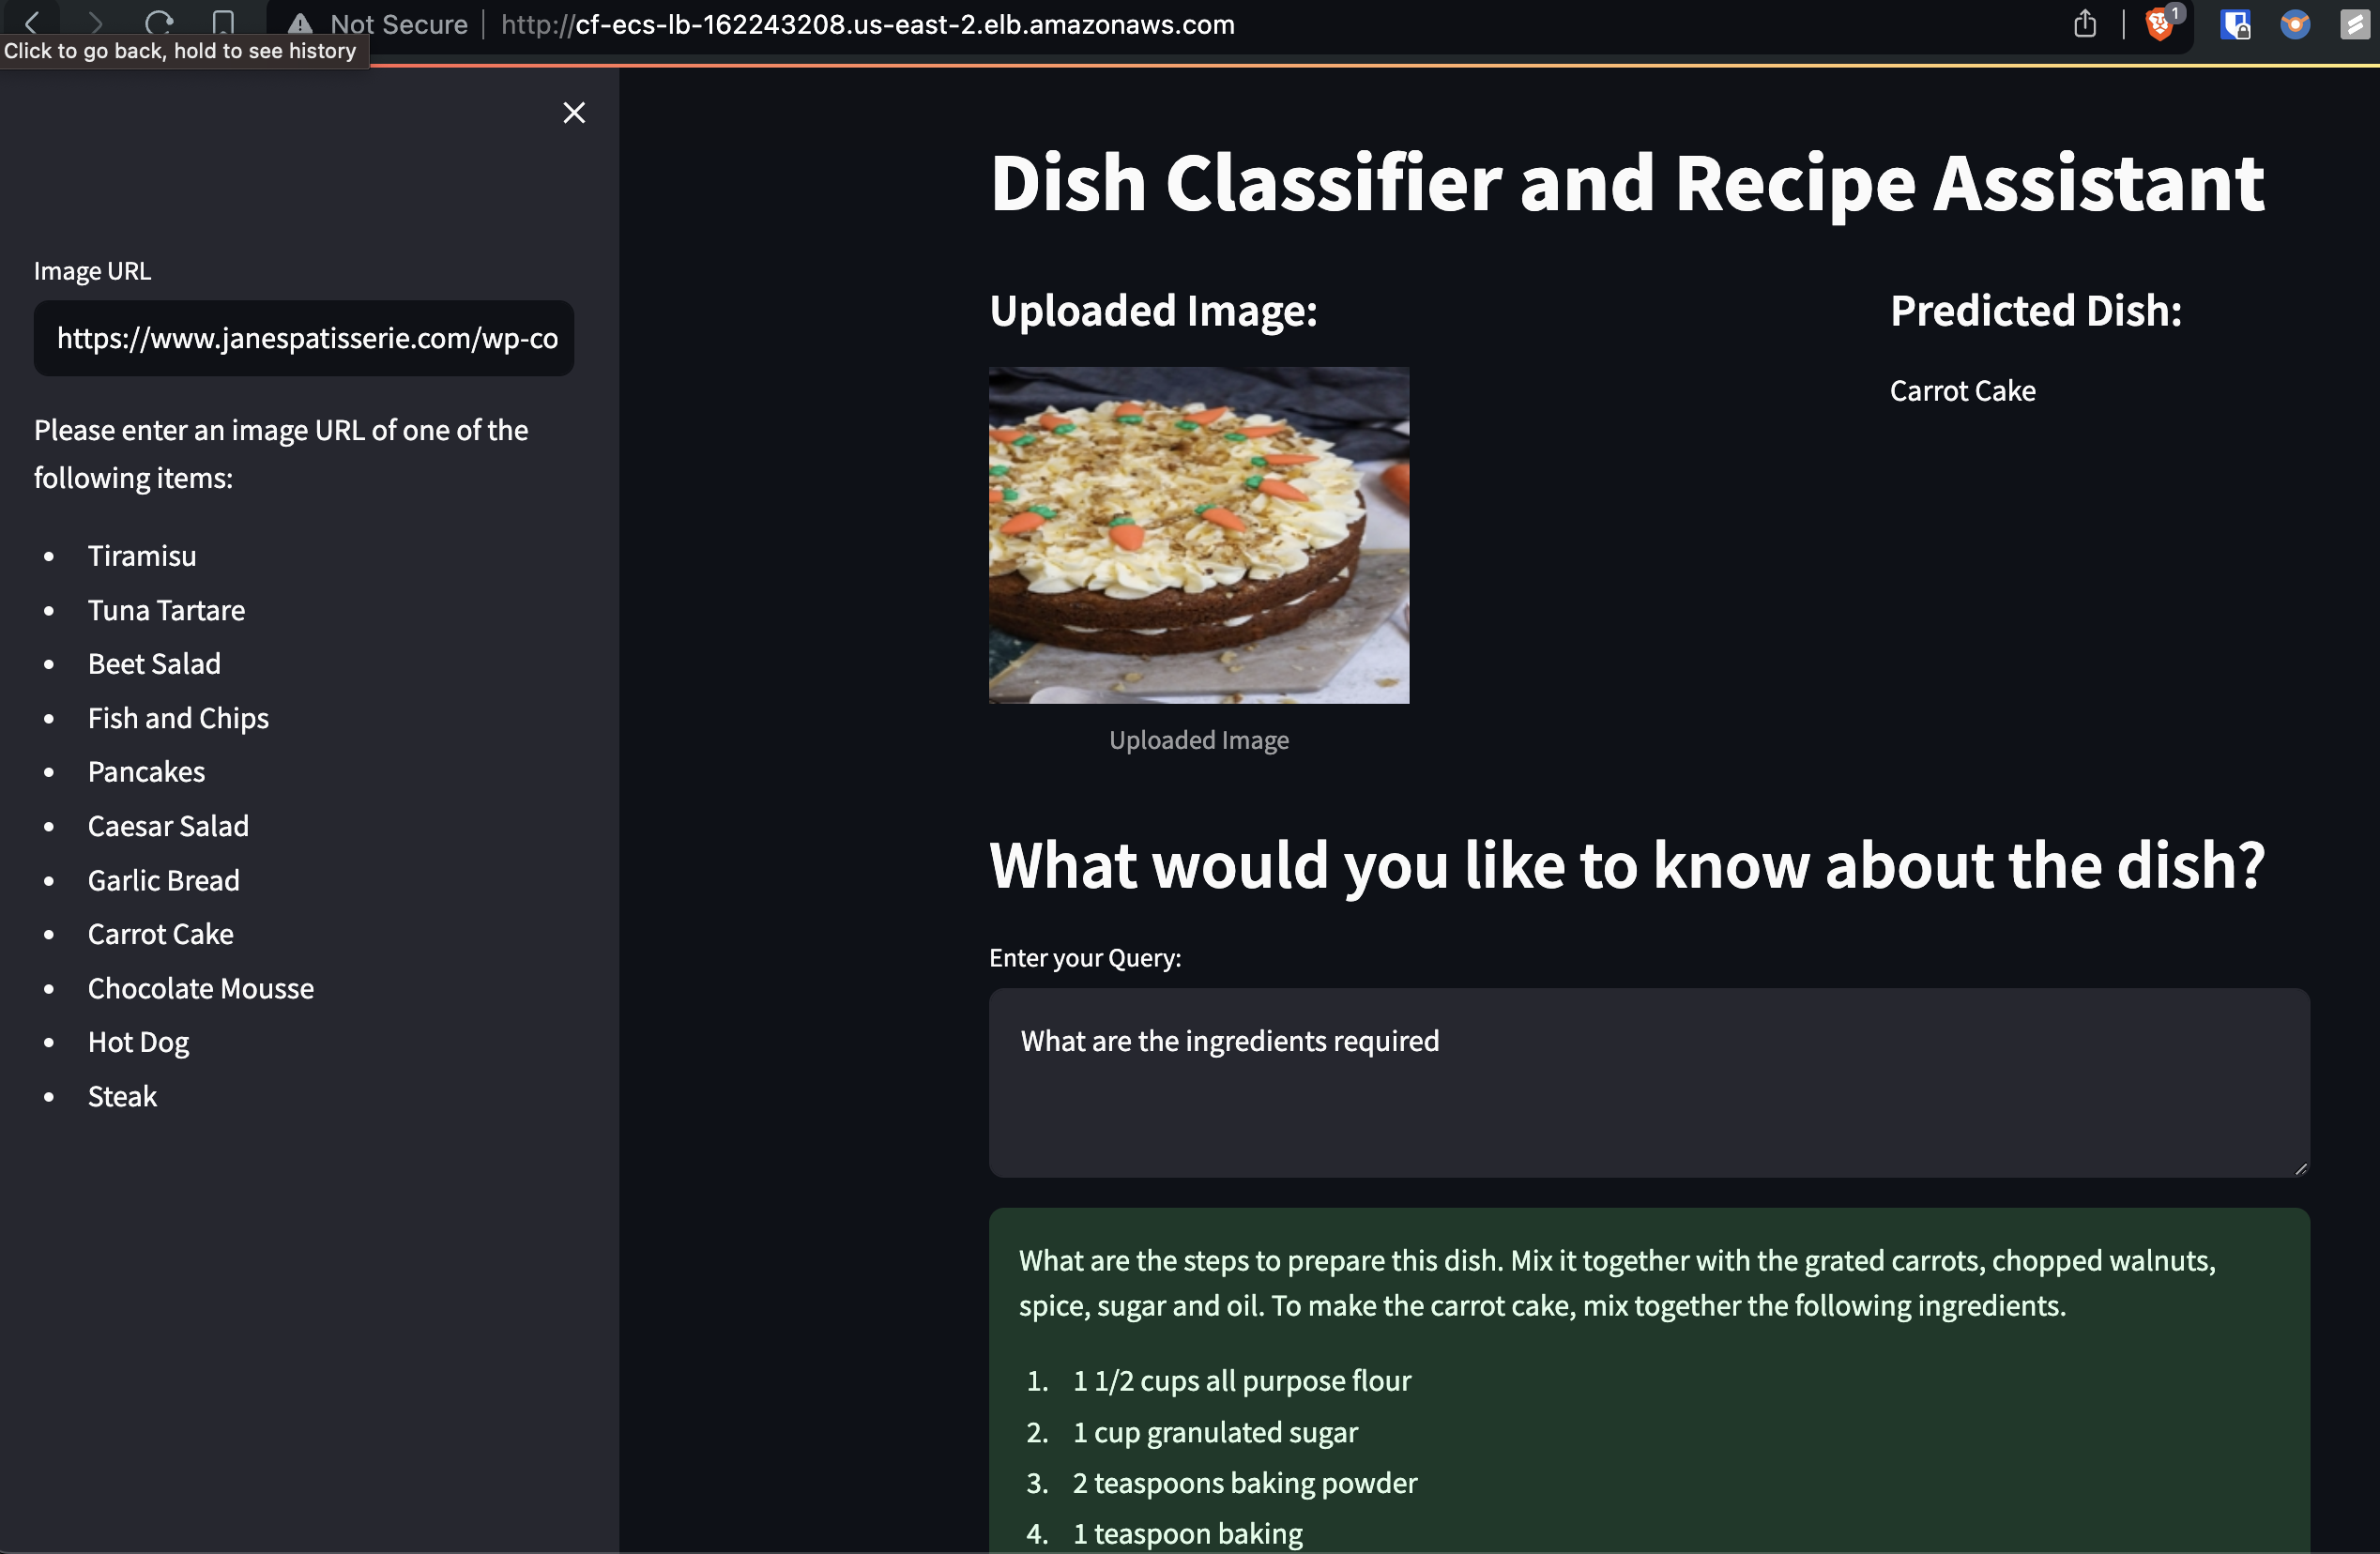 Not Secure
http://cf-ecs-lb-162243208.us-east-2.elb.amazonaws.com
1
Click to go back, hold to see history
Image URL
https://www.janespatisserie.com/wp-co
Please enter an image URL of one of the
following items:
• Tiramisu
• Tuna Tartare
• Beet Salad
• Fish and Chips
• Pancakes
• Caesar Salad
• Garlic Bread
• Carrot Cake
• Chocolate Mousse
• Hot Dog
• Steak
Dish Classifier and Recipe Assistant
Uploaded Image:
Predicted Dish:
Carrot Cake
Uploaded Image
What would you like to know about the dish?
Enter your Query:
What are the ingredients required
What are the steps to prepare this dish. Mix it together with the grated carrots, chopped walnuts,
spice, sugar and oil. To make the carrot cake, mix together the following ingredients.
1. 1 1/2 cups all purpose flour
2. 1 cup granulated sugar
3. 2 teaspoons baking powder
4. 1 teaspoon baking